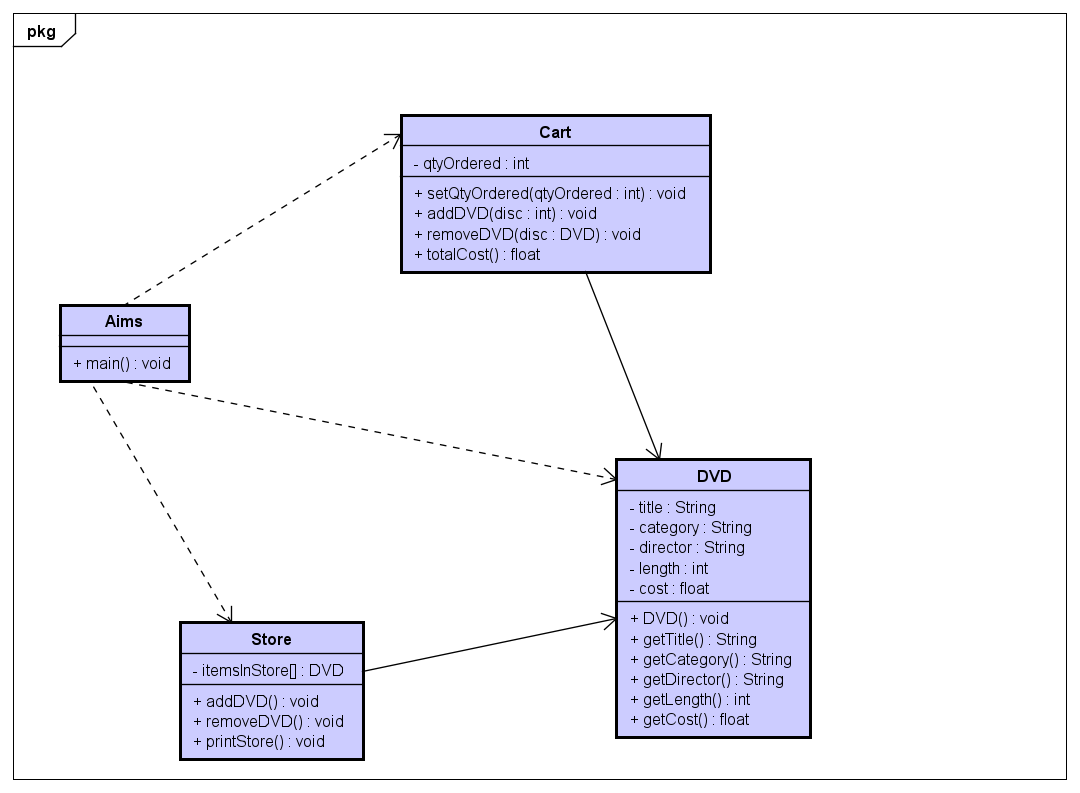 pkg
Cart
- qtyOrdered : int
+ setQtyOrdered(qtyOrdered : int) : void
+ addDVD(disc : int) : void
+ removeDVD(disc : DVD) : void
+ totalCost() : float
Aims
+ main() : void
DVD
- title : String
- category : String
- director : String
- length : int
- cost : float
+ DVD() : void
+ getTitle() : String
+ getCategory() : String
+ getDirector() : String
+ getLength() : int
+ getCost() : float
Store
- itemsInStore[] : DVD
+ addDVD() : void
+ removeDVD() : void
+ printStore() : void